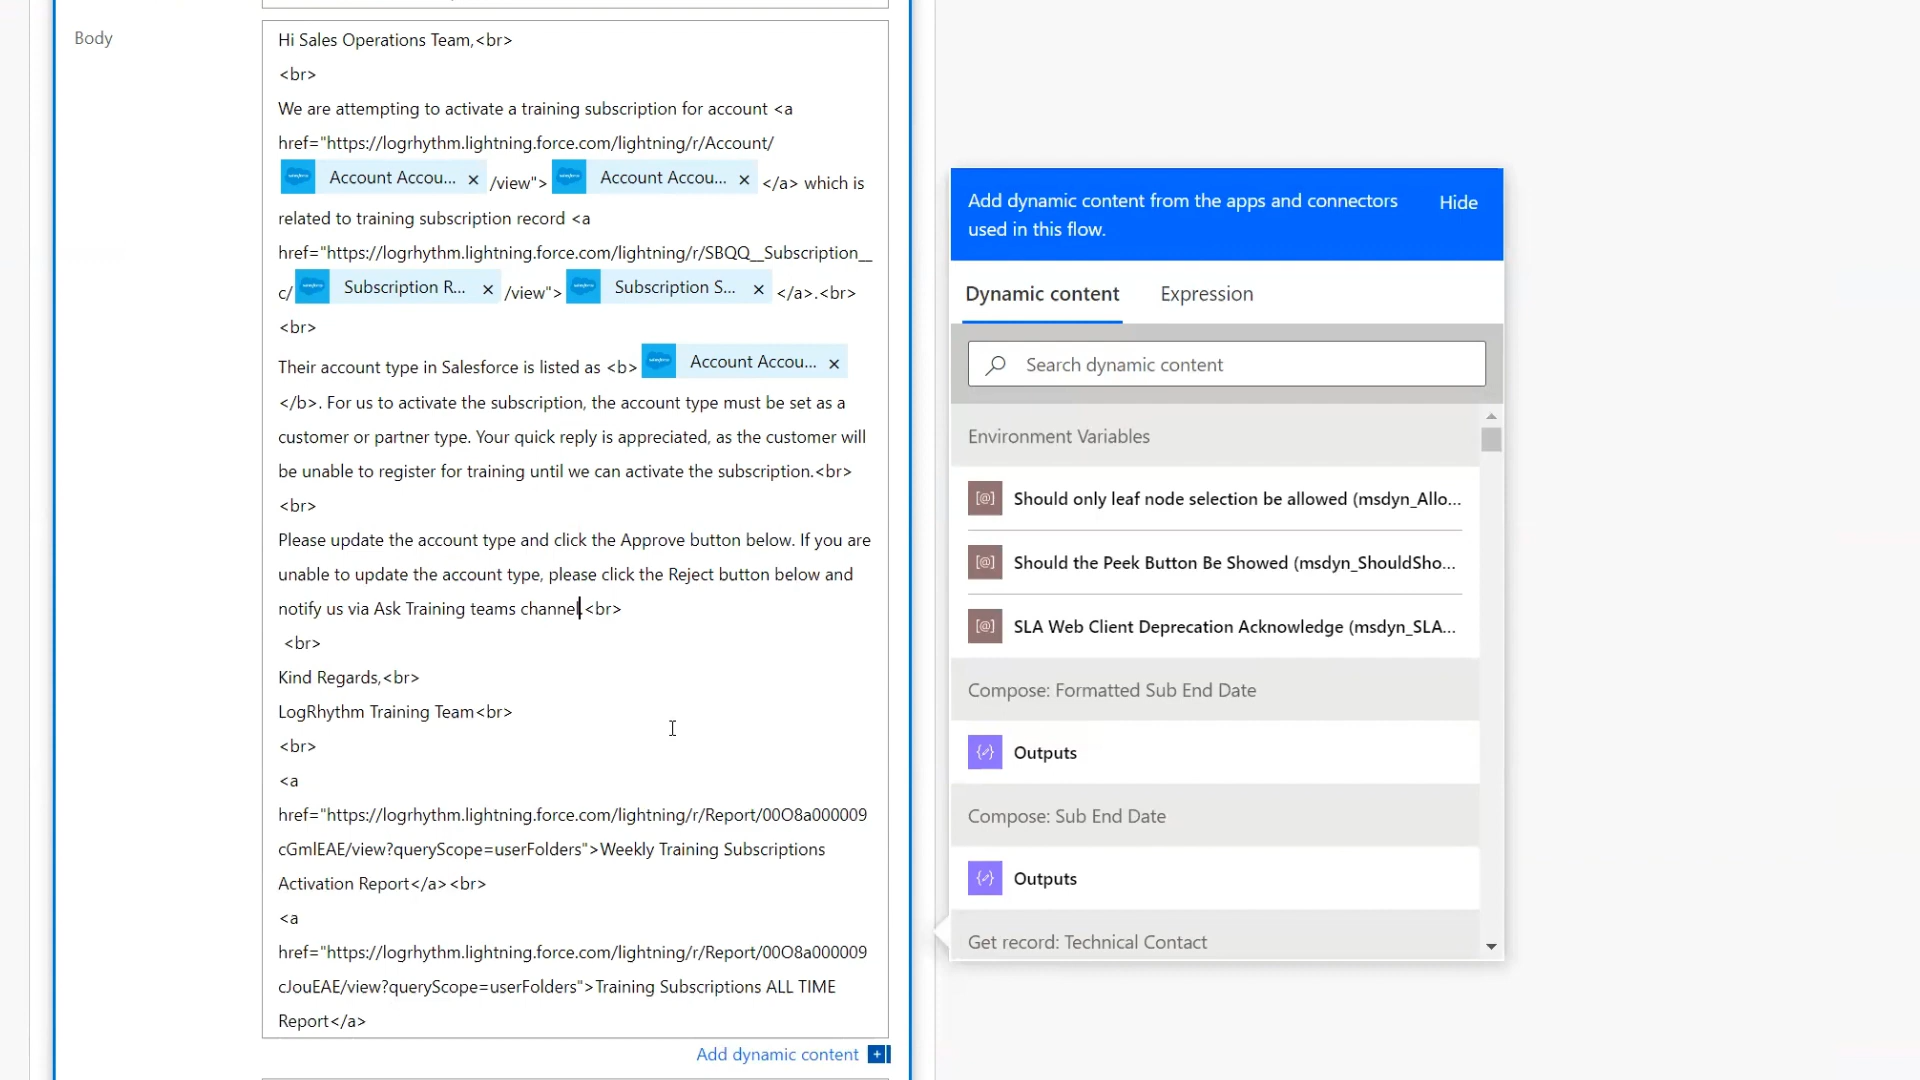 Body
Hi Sales Operations Team,<br>
<br>
We are attempting to activate a training subscription for account <a
href="https://logrhythm.lightning.force.com/lightning/r/Account/
Account Accou... × /view"> Account Accou... × </a> which is
related to training subscription record <a
href="https://logrhythm.lightning.force.com/lightning/r/SBQQ__Subscription__
c/ Subscription R... × /view"> Subscription S... × </a>.<br>
<br>
Their account type in Salesforce is listed as <b> Account Accou... ×
</b>. For us to activate the subscription, the account type must be set as a
customer or partner type. Your quick reply is appreciated, as the customer will
be unable to register for training until we can activate the subscription.<br>
<br>
Please update the account type and click the Approve button below. If you are
unable to update the account type, please click the Reject button below and
notify us via Ask Training teams channel.<br>
<br>
Kind Regards,<br>
LogRhythm Training Team<br>
<br>
<a
href="https://logrhythm.lightning.force.com/lightning/r/Report/00O8a000009
cGmlEAE/view?queryScope=userFolders">Weekly Training Subscriptions
Activation Report</a><br>
<a
href="https://logrhythm.lightning.force.com/lightning/r/Report/00O8a000009
cJouEAE/view?queryScope=userFolders">Training Subscriptions ALL TIME
Report</a>
Add dynamic content
Add dynamic content from the apps and connectors
used in this flow.
Hide
Dynamic content Expression
Search dynamic content
Environment Variables
Should only leaf node selection be allowed (msdyn_Allo...
Should the Peek Button Be Showed (msdyn_ShouldSho...
SLA Web Client Deprecation Acknowledge (msdyn_SLA...
Compose: Formatted Sub End Date
Outputs
Compose: Sub End Date
Outputs
Get record: Technical Contact